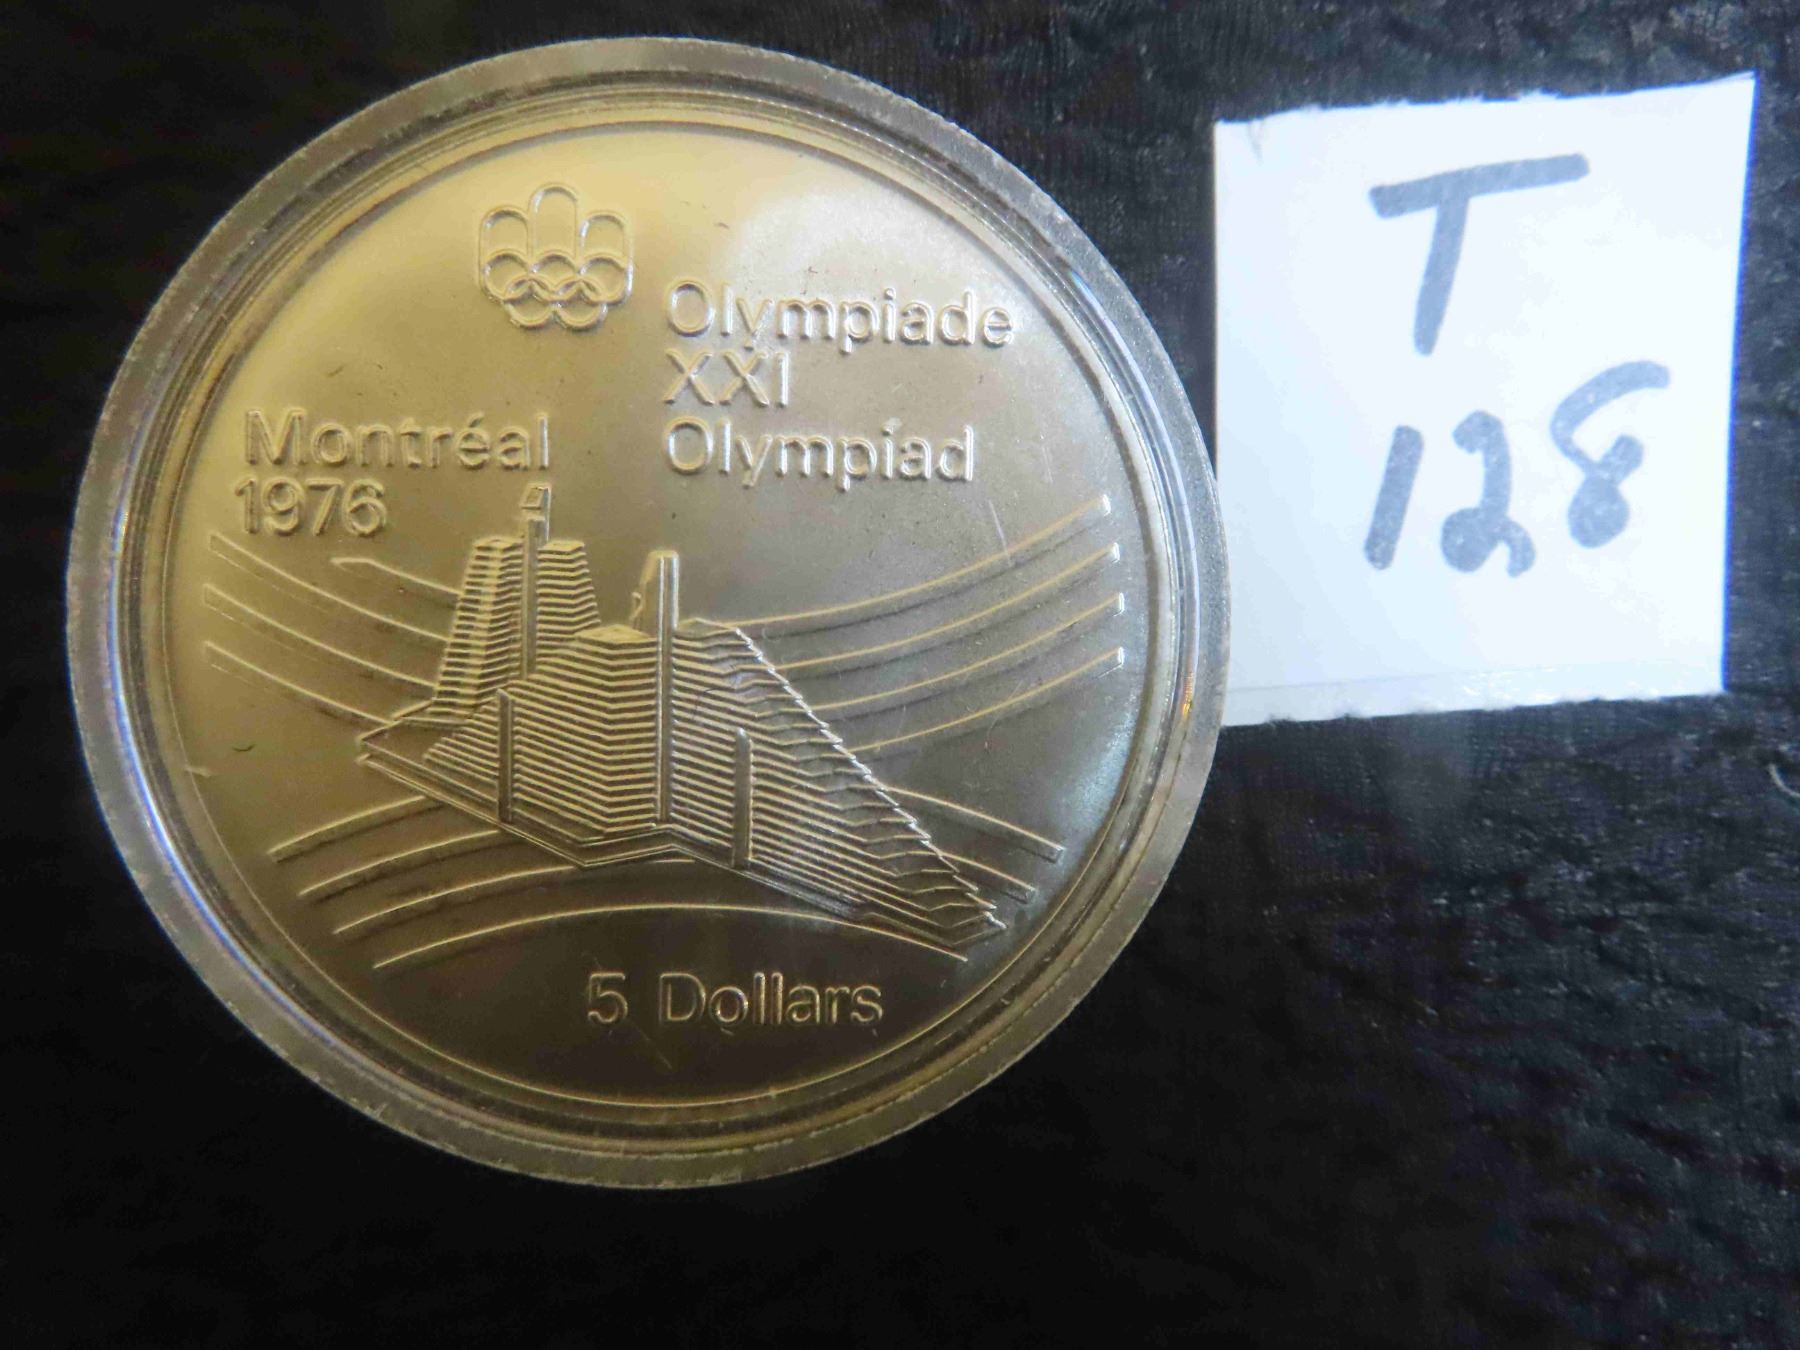 Olympiade
XXI
Olympiad
Montréal
1976
5 Dollars
T
128